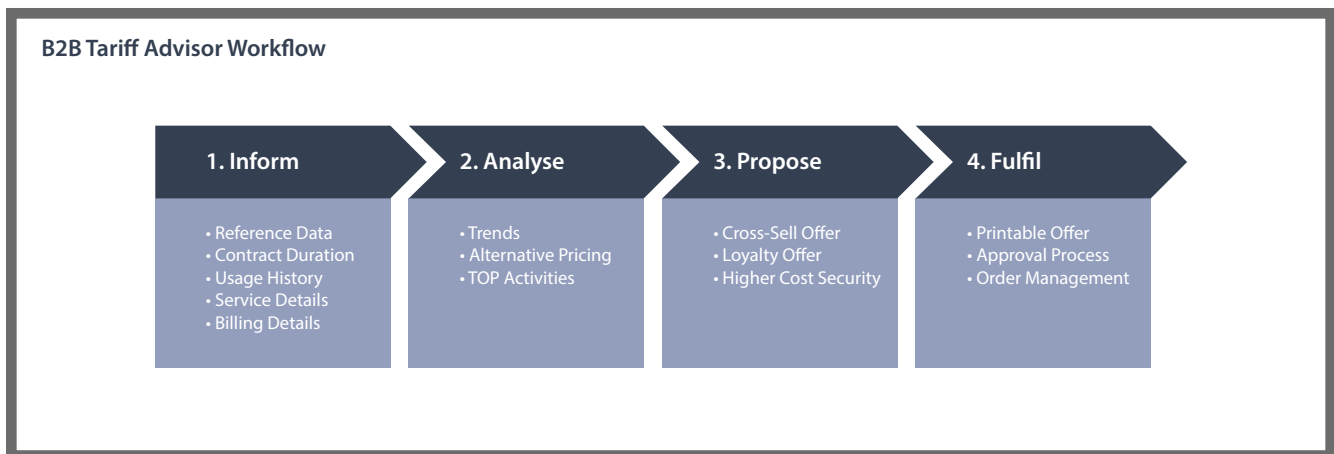 B2B Tariff Advisor Workflow
1. Inform
• Reference Data
• Contract Duration
• Usage History
• Service Details
• Billing Details
2. Analyse
• Trends
• Alternative Pricing
• TOP Activities
3. Propose
• Cross-Sell Offer
• Loyalty Offer
• Higher Cost Security
4. Fulfil
• Printable Offer
• Approval Process
• Order Management